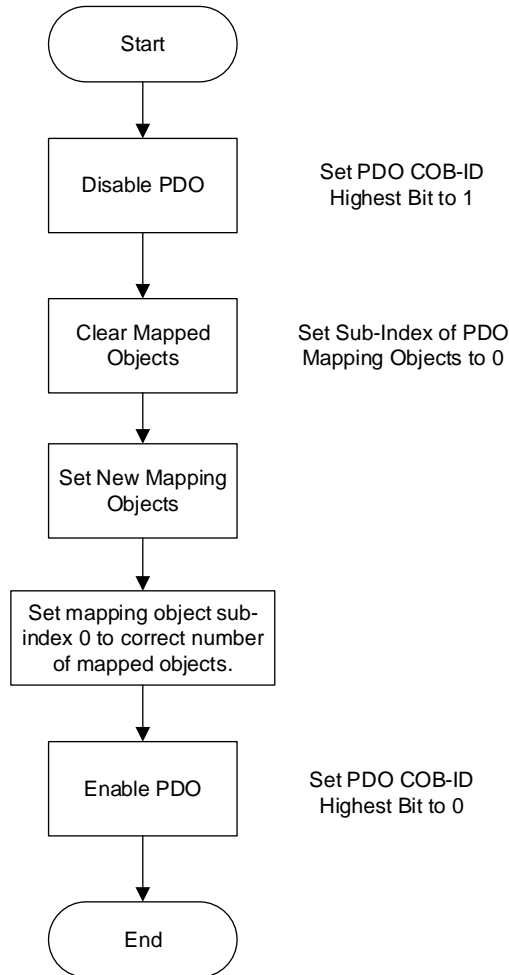 Start
Disable PDO
Set PDO COB-ID
Highest Bit to 1
Clear Mapped
Objects
Set Sub-Index of PDO
Mapping Objects to 0
Set New Mapping
Objects
Set mapping object sub-
index 0 to correct number
of mapped objects.
Enable PDO
Set PDO COB-ID
Highest Bit to 0
End